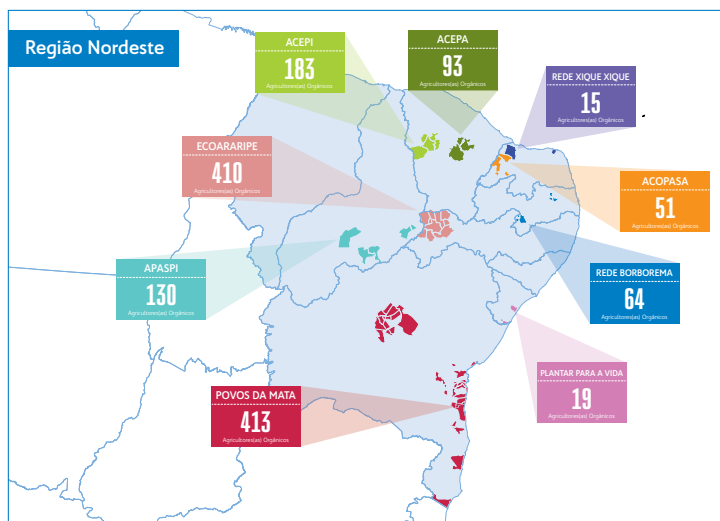 Região Nordeste
ACEPI
183
Agricultores(as) Orgânicos
ACEPA
93
Agricultores(as) Orgânicos
REDE XIQUE XIQUE
15
Agricultores(as) Orgânicos
ECOARARIPE
410
Agricultores(as) Orgânicos
ACOPASA
51
Agricultores(as) Orgânicos
APASPI
130
Agricultores(as) Orgânicos
REDE BORBOREMA
64
Agricultores(as) Orgânicos
PLANTAR PARA A VIDA
19
Agricultores(as) Orgânicos
POVOS DA MATA
413
Agricultores(as) Orgânicos